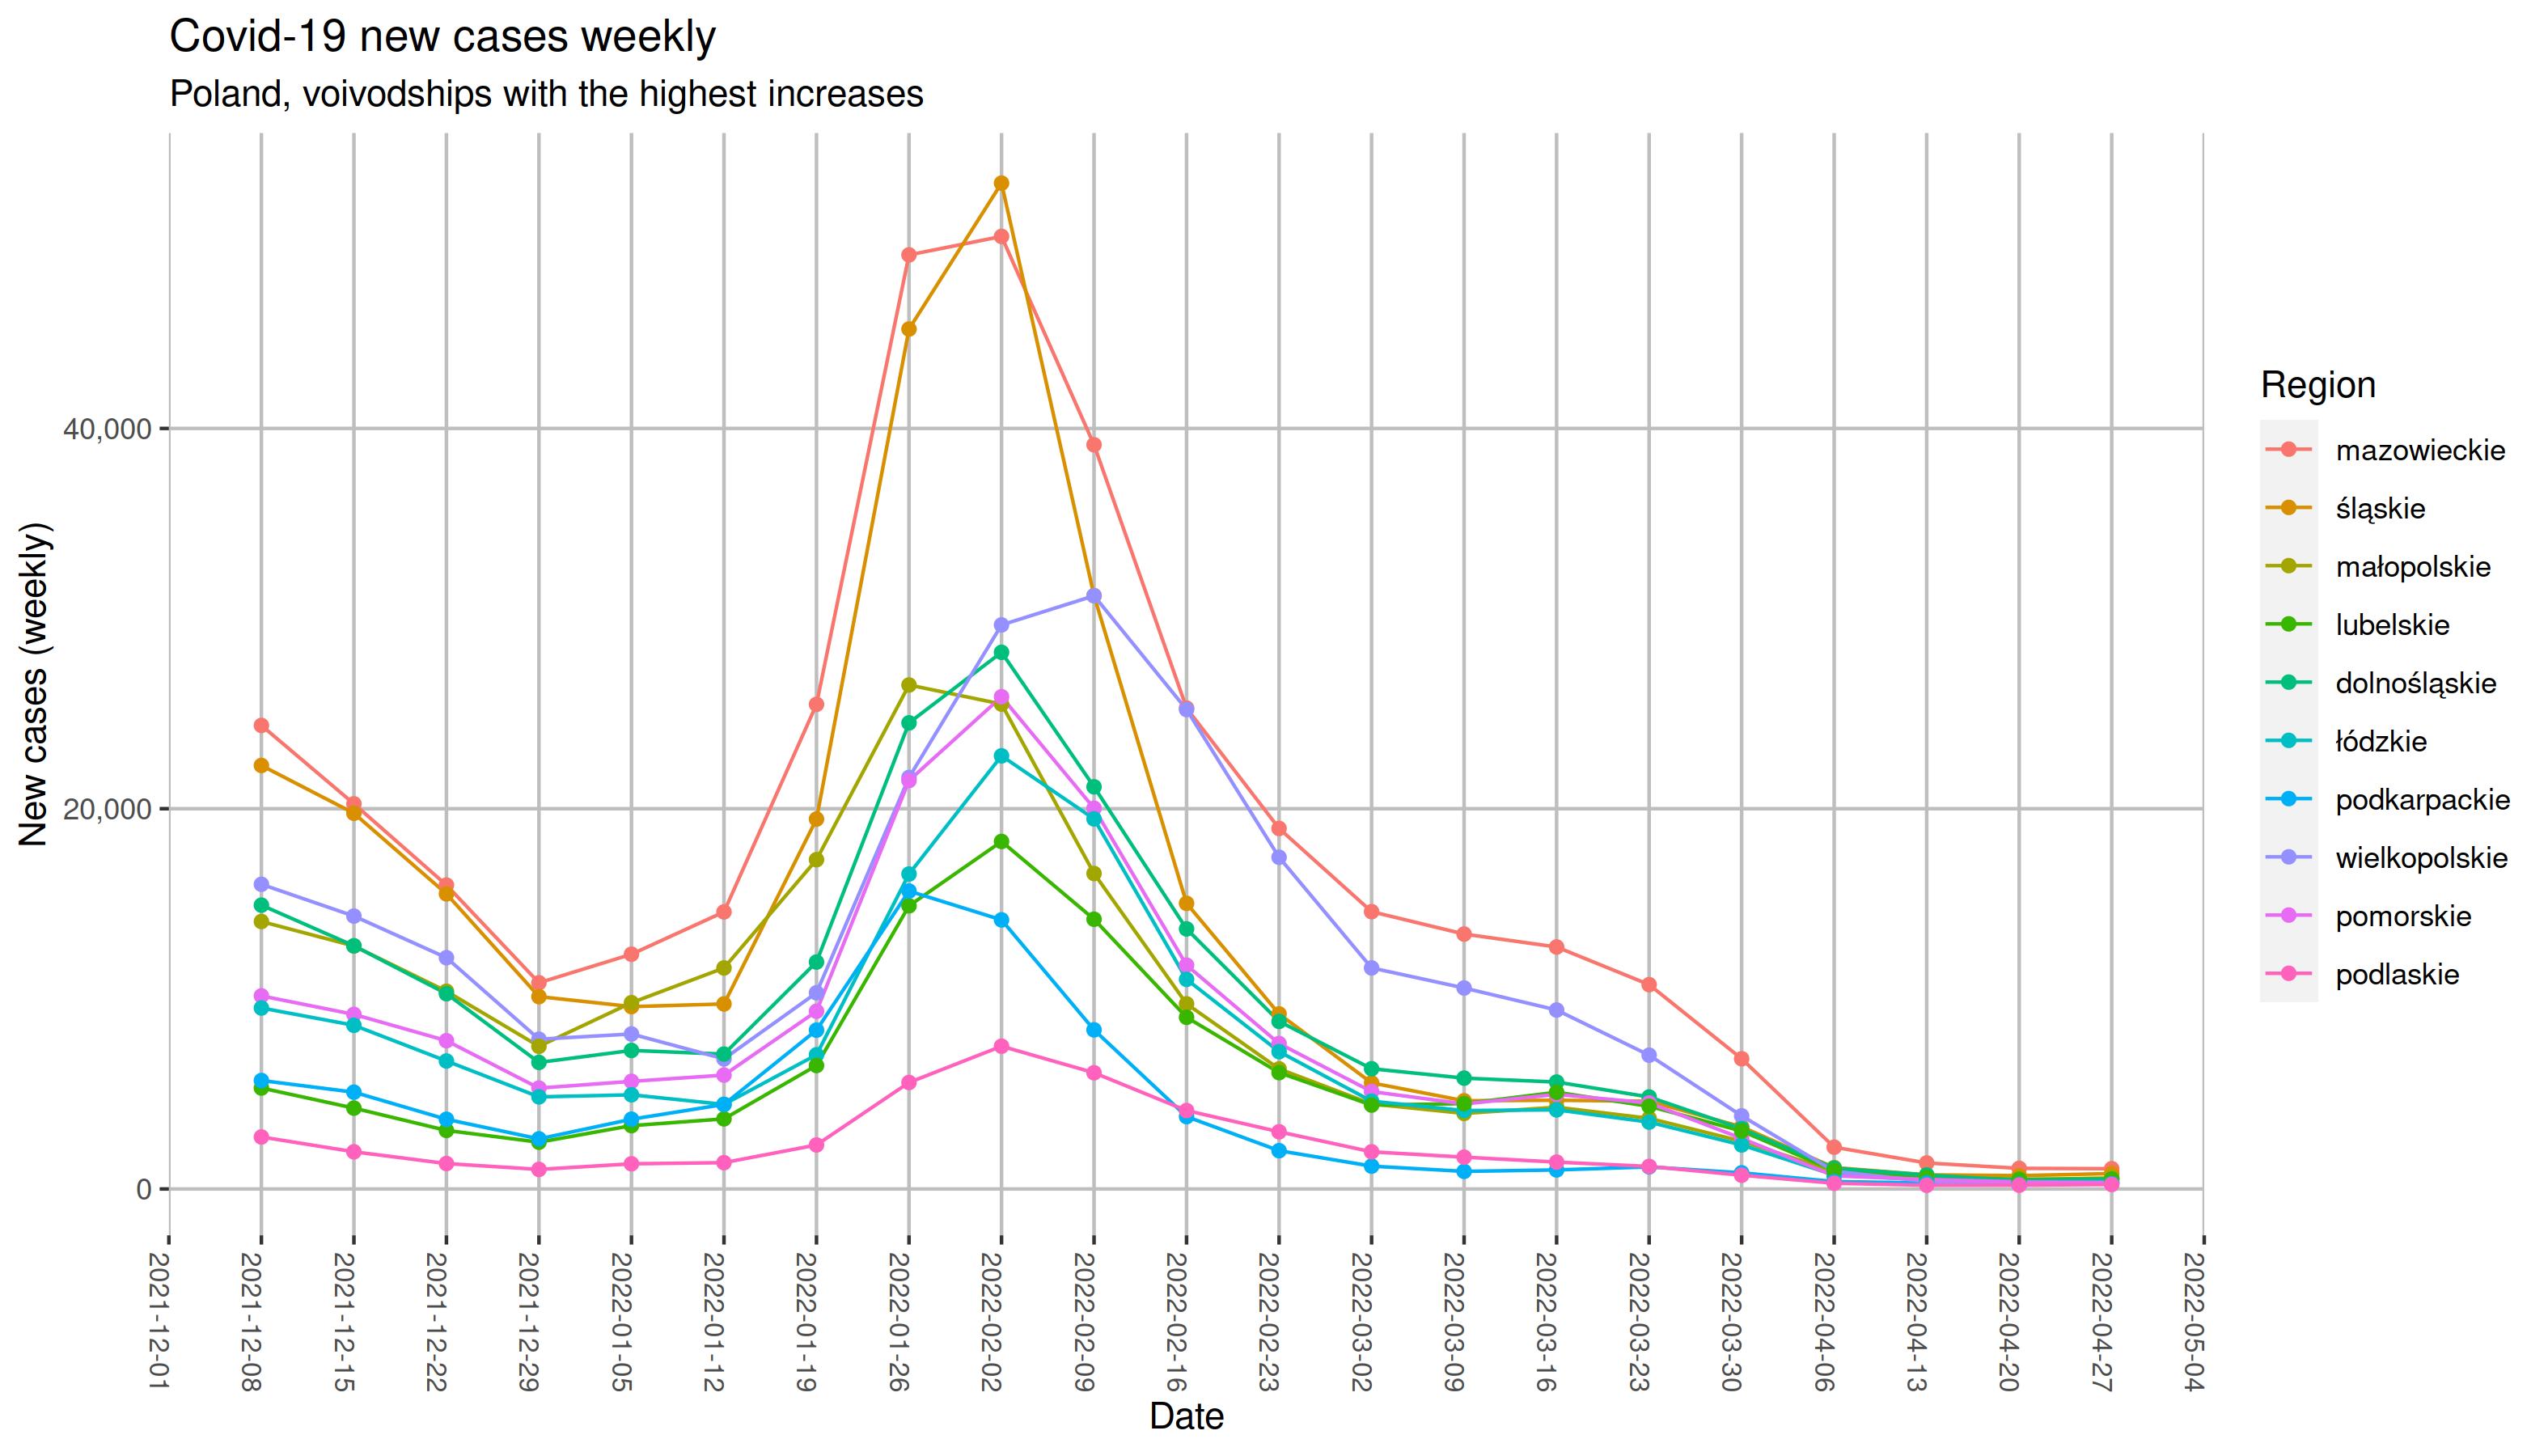 Covid-19 new cases weekly
Poland, voivodships with the highest increases
New cases (weekly)
40,000
20,000
0
2021-12-01
2021-12-08
2021-12-15
2021-12-22
2021-12-29
2022-01-05
2022-01-12
2022-01-19
2022-01-26
2022-02-02
2022-02-09
2022-02-16
2022-02-23
2022-03-02
2022-03-09
2022-03-16
2022-03-23
2022-03-30
2022-04-06
2022-04-13
2022-04-20
2022-04-27
2022-05-04
Date
Region
mazowieckie
śląskie
małopolskie
lubelskie
dolnośląskie
łódzkie
podkarpackie
wielkopolskie
pomorskie
podlaskie